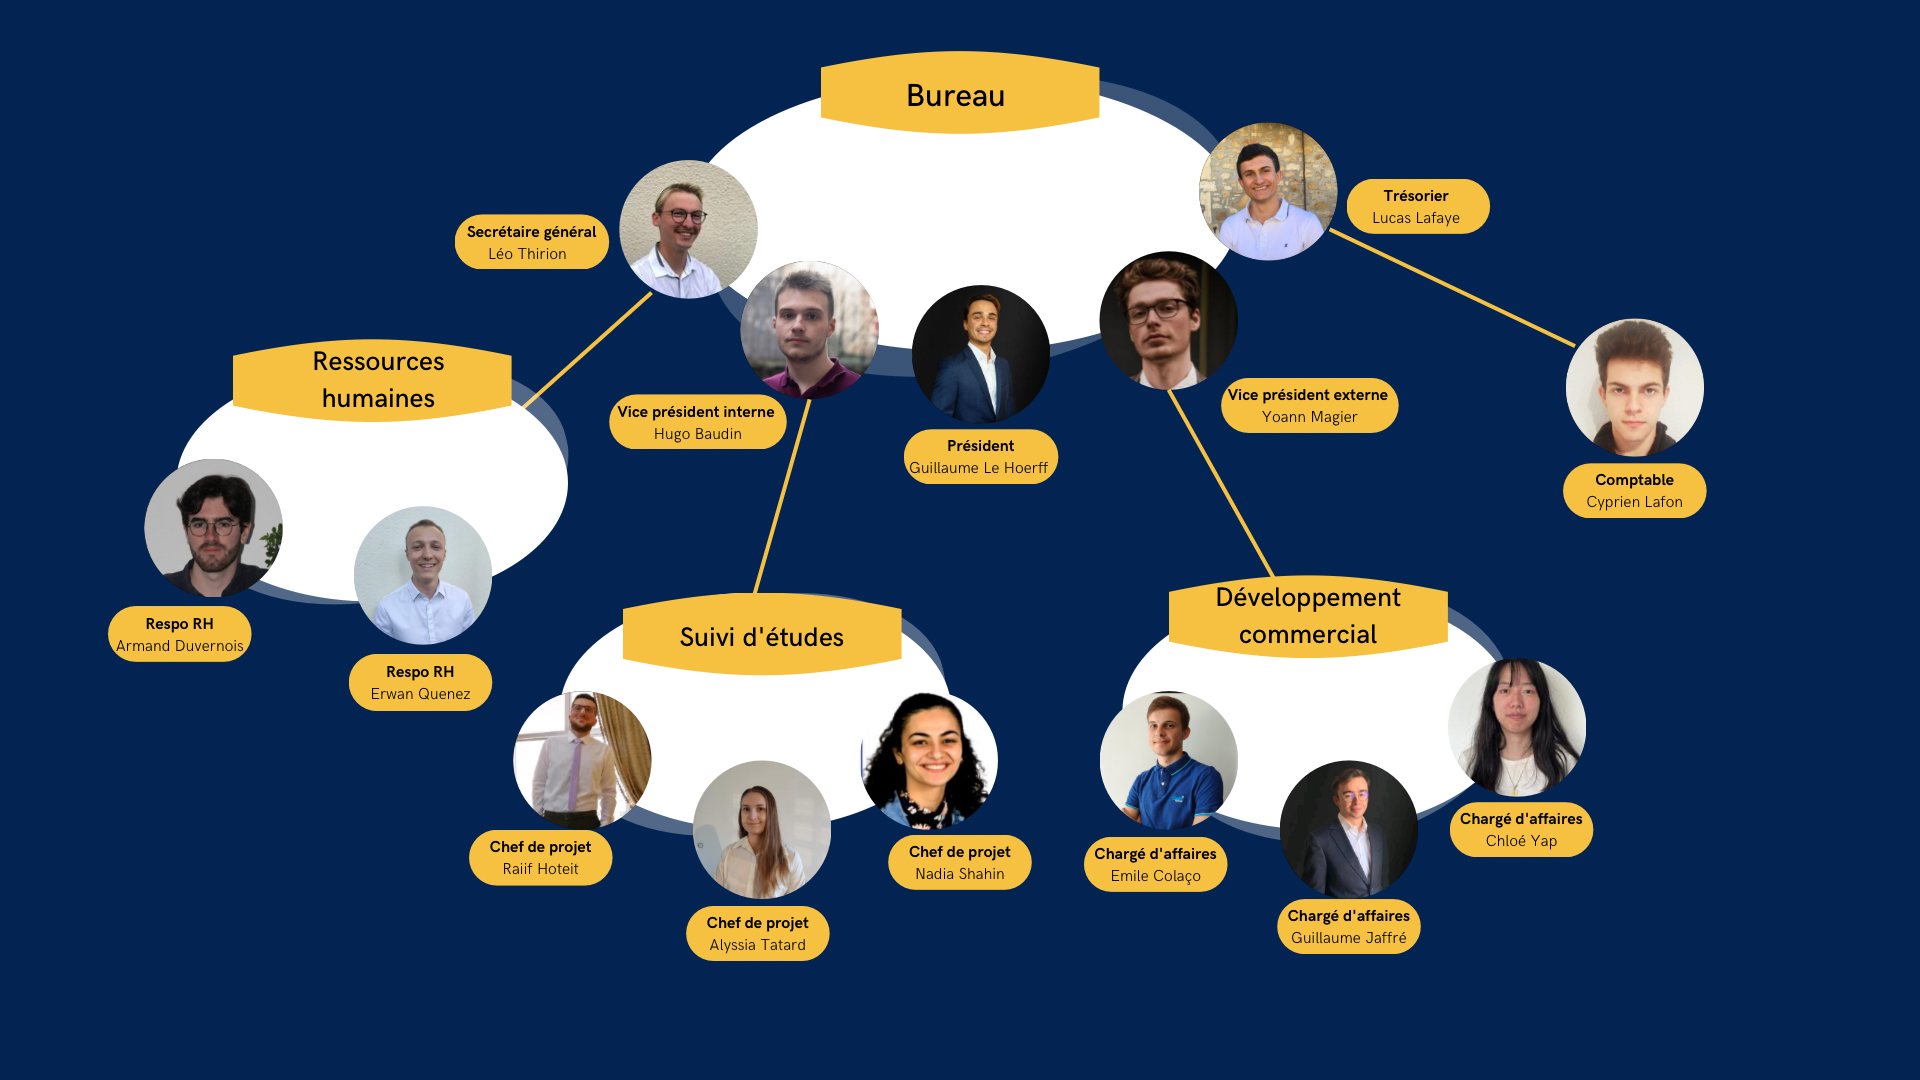 Bureau
Trésorier
Lucas Lafaye
Secrétaire général
Léo Thirion
Ressources
humaines
Vice président interne
Hugo Baudin
Président
Guillaume Le Hoerff
Vice président externe
Yoann Magier
Comptable
Cyprien Lafon
Respo RH
Armand Duvernois
Respo RH
Erwan Quenez
Suivi d'études
Développement
commercial
Chef de projet
Raiif Hoteit
Chef de projet
Alyssia Tatard
Chef de projet
Nadia Shahin
Chargé d'affaires
Emile Colaço
Chargé d'affaires
Guillaume Jaffré
Chargé d'affaires
Chloé Yap